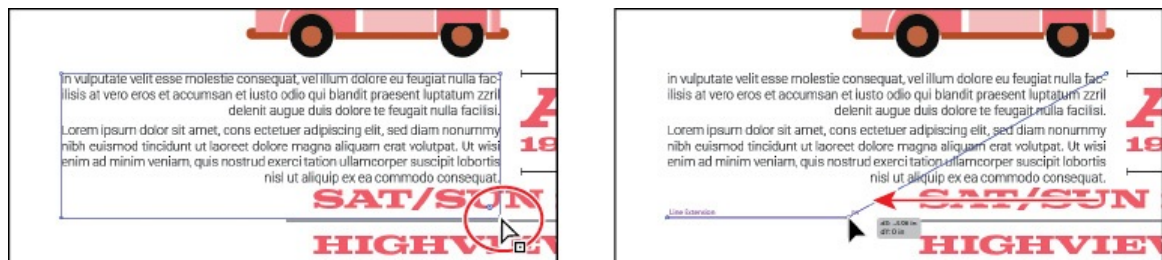 in vulputate velit esse molestie consequat, vel illum dolore eu feugiat nulla fac-
ilisis at vero eros et accumsan et iusto odio qui blandit praesent luptatum zzril
delenit augue duis dolore te feugait nulla facilisi.
Lorem ipsum dolor sit amet, cons ectetuer adipiscing elit, sed diam nonummy
nibh euismod tincidunt ut laoreet dolore magna aliquam erat volutpat. Ut wisi
enim ad minim veniam, quis nostrud exerci tation ullamcorper suscipit lobortis
nisl ut aliquip ex ea commodo consequat.
A
19
SAT/SUN
HIGHVIEW
in vulputate velit esse molestie consequat, vel illum dolore eu feugiat nulla fac-
ilisis at vero eros et accumsan et iusto odio qui blandit praesent luptatum zzril
delenit augue duis dolore te feugait nulla facilisi.
Lorem ipsum dolor sit amet, cons ectetuer adipiscing elit, sed diam nonummy
nibh euismod tincidunt ut laoreet dolore magna aliquam erat volutpat. Ut wisi
enim ad minim veniam, quis nostrud exerci tation ullamcorper suscipit lobortis
nisl ut aliquip ex ea commodo consequat.
A
19
SAT/SUN
Line Extension
dY: 0 in
HIGHVIEW